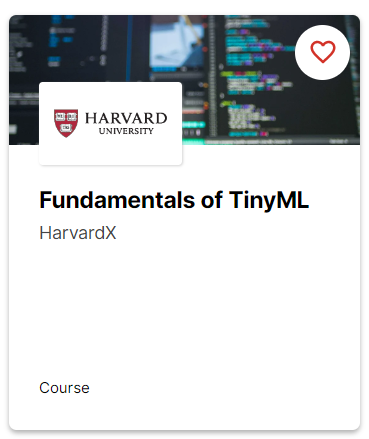 HARVARD
UNIVERSITY
Fundamentals of TinyML
HarvardX
Course